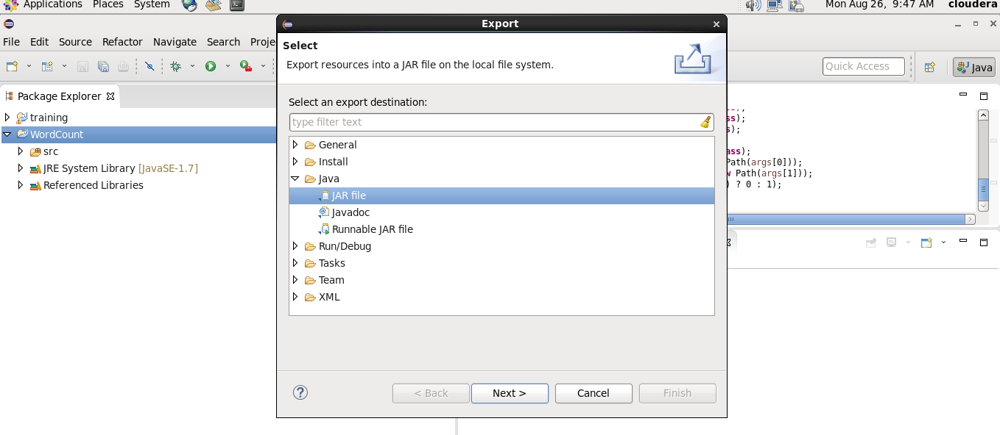 Applications Places System Mon Aug 26, 9:47 AM cloudera
Export
File Edit Source Refactor Navigate Search
Select
Export resources into a JAR file on the local file system.
Quick Access Java
Package Explorer
Select an export destination:
training
type filter text
WordCount
src
JRE System Library [JavaSE-1.7]
Referenced Libraries
General
Install
Java
JAR file
Javadoc
Runnable JAR file
Run/Debug
Tasks
Team
XML
s);
ass);
Path(args[0]));
Path(args[1]));
) ? 0 : 1);
< Back Next > Cancel Finish